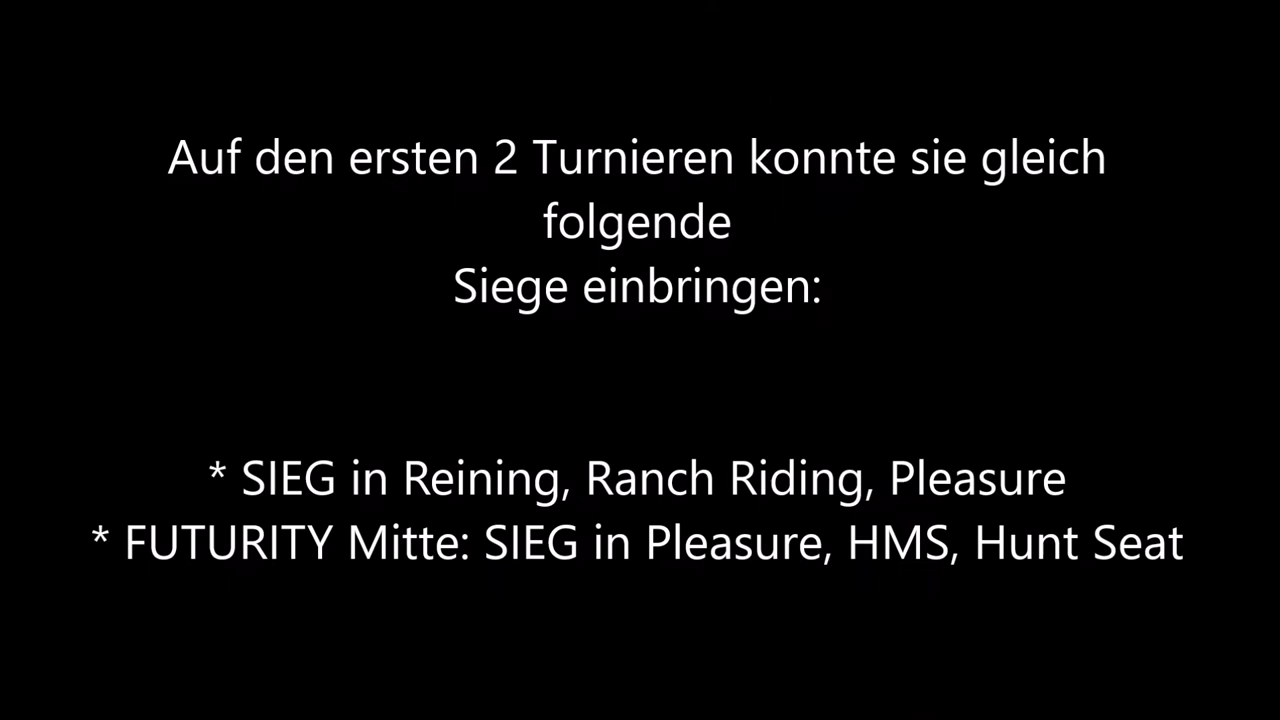 Auf den ersten 2 Turnieren konnte sie gleich
folgende
Siege einbringen:
* SIEG in Reining, Ranch Riding, Pleasure
* FUTURITY Mitte: SIEG in Pleasure, HMS, Hunt Seat